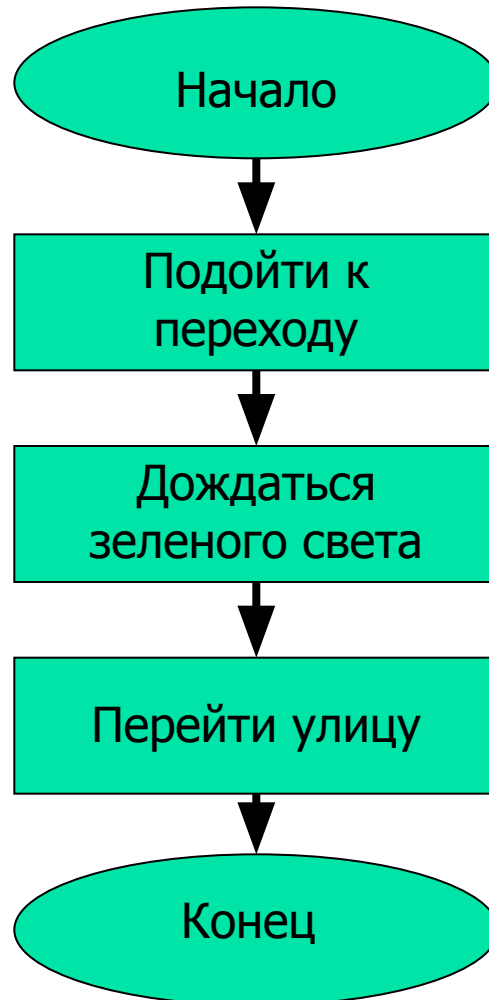 Начало
Подойти к
переходу
Дождаться
зеленого света
Перейти улицу
Конец